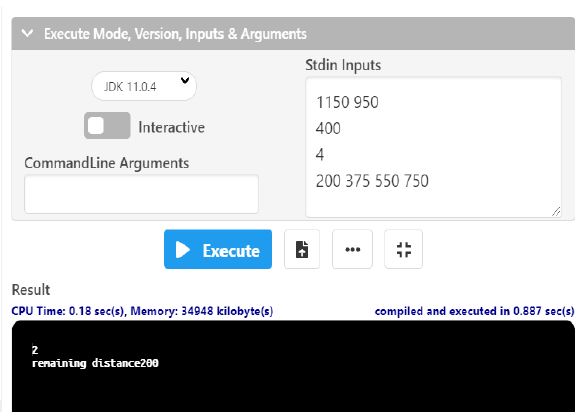 Execute Mode, Version, Inputs & Arguments
JDK 11.0.4
Interactive
CommandLine Arguments
Stdin Inputs
1150 950
400
4
200 375 550 750
Execute
Result
CPU Time: 0.18 sec(s), Memory: 34948 kilobyte(s)
compiled and executed in 0.887 sec(s)
2
remaining distance200